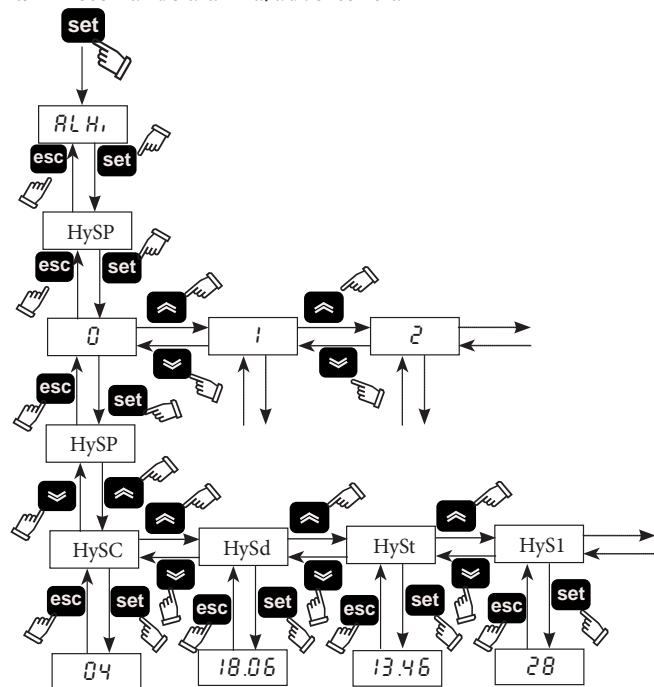 set
ALHi
esc set
HySP
esc set
0 1 2
esc set
HySP
HySC HySd HySt HyS1
esc set esc set esc set esc set
04 18.06 13.46 28